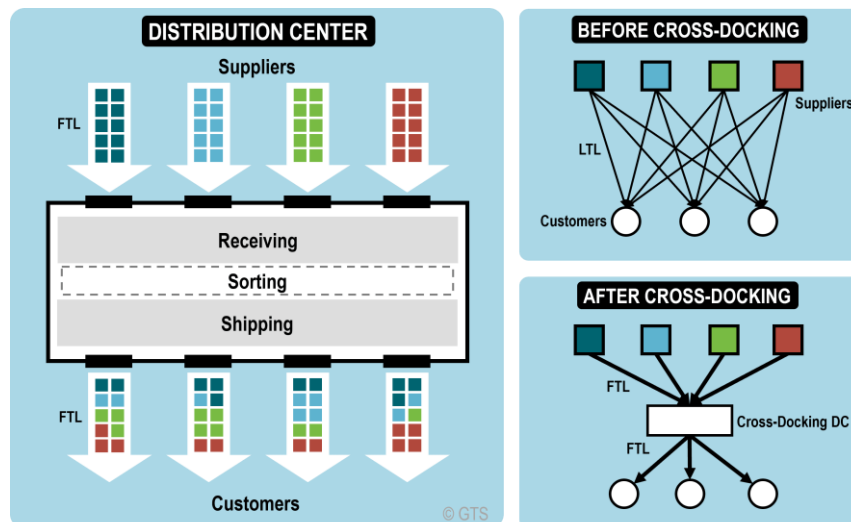 DISTRIBUTION CENTER
Suppliers
FTL
Receiving
Sorting
Shipping
FTL
Customers
© GTS
BEFORE CROSS-DOCKING
Suppliers
LTL
Customers
AFTER CROSS-DOCKING
FTL
Cross-Docking DC
FTL